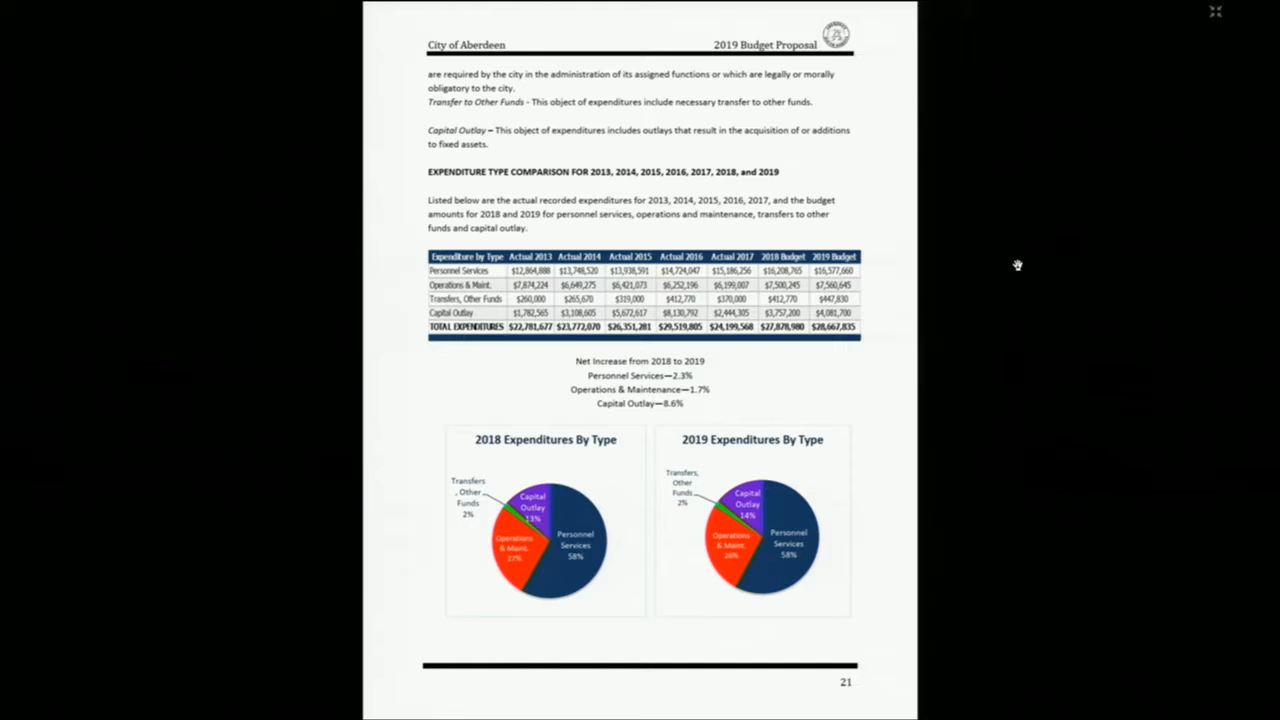 City of Aberdeen 2019 Budget Proposal
are required by the city in the administration of its assigned functions or which are legally or morally
obligatory to the city.
Transfer to Other Funds - This object of expenditures include necessary transfer to other funds.
Capital Outlay – This object of expenditures includes outlays that result in the acquisition of or additions
to fixed assets.
EXPENDITURE TYPE COMPARISON FOR 2013, 2014, 2015, 2016, 2017, 2018, and 2019
Listed below are the actual recorded expenditures for 2013, 2014, 2015, 2016, 2017, and the budget
amounts for 2018 and 2019 for personnel services, operations and maintenance, transfers to other
funds and capital outlay.
Expenditure by Type Actual 2013 Actual 2014 Actual 2015 Actual 2016 Actual 2017 2018 Budget 2019 Budget
Personnel Services $12,864,888 $13,748,520 $13,938,591 $14,724,047 $15,186,256 $16,208,765 $16,577,660
Operations & Maint. $7,874,224 $6,649,275 $6,421,073 $6,252,196 $6,199,007 $7,500,245 $7,560,645
Transfers, Other Funds $260,000 $265,670 $319,000 $412,770 $370,000 $412,770 $447,830
Capital Outlay $1,782,565 $3,108,605 $5,672,617 $8,130,792 $2,444,305 $3,757,200 $4,081,700
TOTAL EXPENDITURES $22,781,677 $23,772,070 $26,351,281 $29,519,805 $24,199,568 $27,878,980 $28,667,835
Net Increase from 2018 to 2019
Personnel Services—2.3%
Operations & Maintenance—1.7%
Capital Outlay—8.6%
2018 Expenditures By Type
Transfers
, Other
Funds
2%
Capital
Outlay
13%
Operations
& Maint.
27%
Personnel
Services
58%
2019 Expenditures By Type
Transfers,
Other
Funds
2%
Capital
Outlay
14%
Operations
& Maint.
26%
Personnel
Services
58%
21